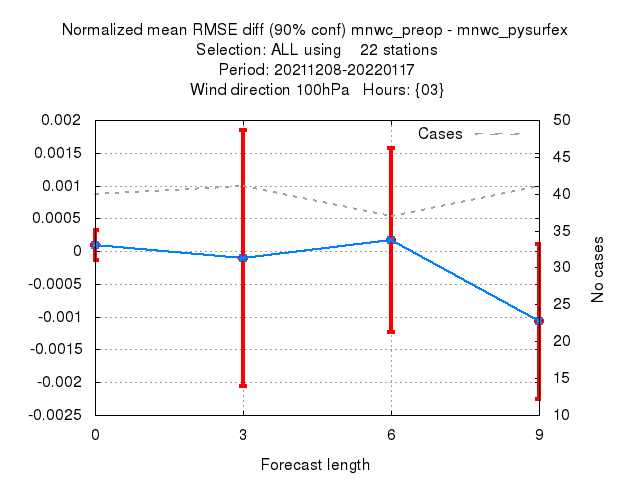 Normalized mean RMSE diff (90% conf) mnwc_preop - mnwc_pysurfex
Selection: ALL using    22 stations
Period: 20211208-20220117
Wind direction 100hPa   Hours: {03}
0.002
0.0015
0.001
0.0005
0
-0.0005
-0.001
-0.0015
-0.002
-0.0025
Cases
50
45
40
35
30
25
20
15
10
No cases
0 3 6 9
Forecast length